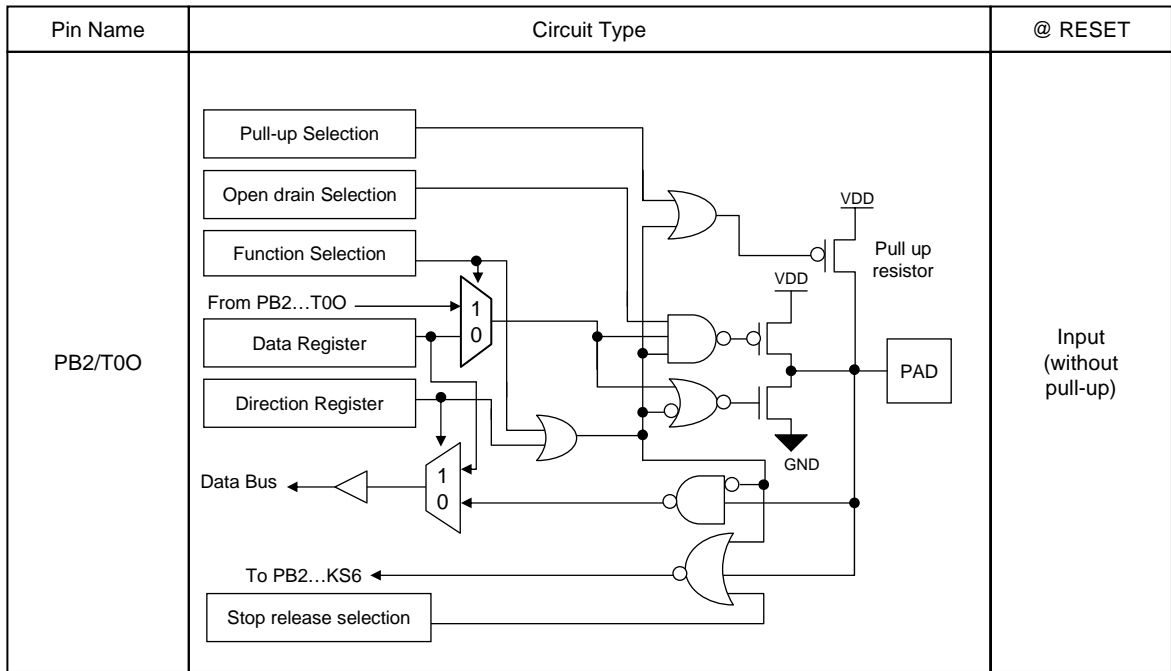 Pin Name
Circuit Type
@ RESET
PB2/T0O
Pull-up Selection
Open drain Selection
Function Selection
From PB2...T0O
Data Register
Direction Register
1
0
Data Bus
1
0
To PB2...KS6
Stop release selection
VDD
Pull up
resistor
VDD
GND
PAD
Input
(without
pull-up)